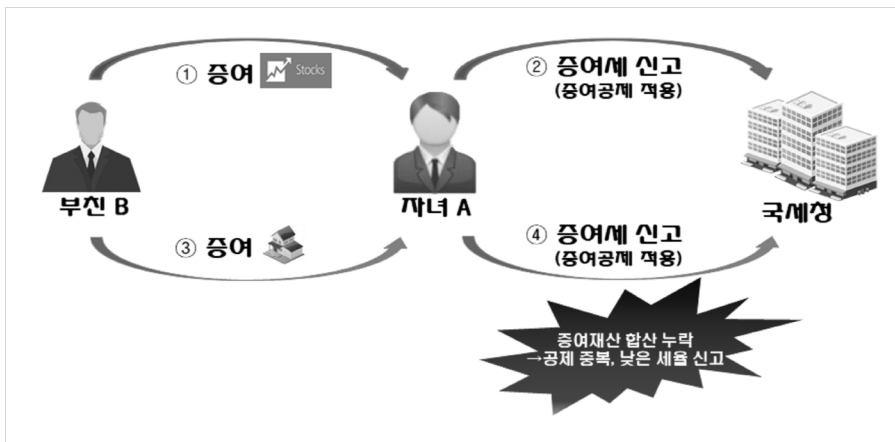 ① 증여
Stocks
② 증여세 신고
(증여공제 적용)
부친 B
자녀 A
국세청
③ 증여
④ 증여세 신고
(증여공제 적용)
증여재산 합산 누락
→공제 중복, 낮은 세율 신고